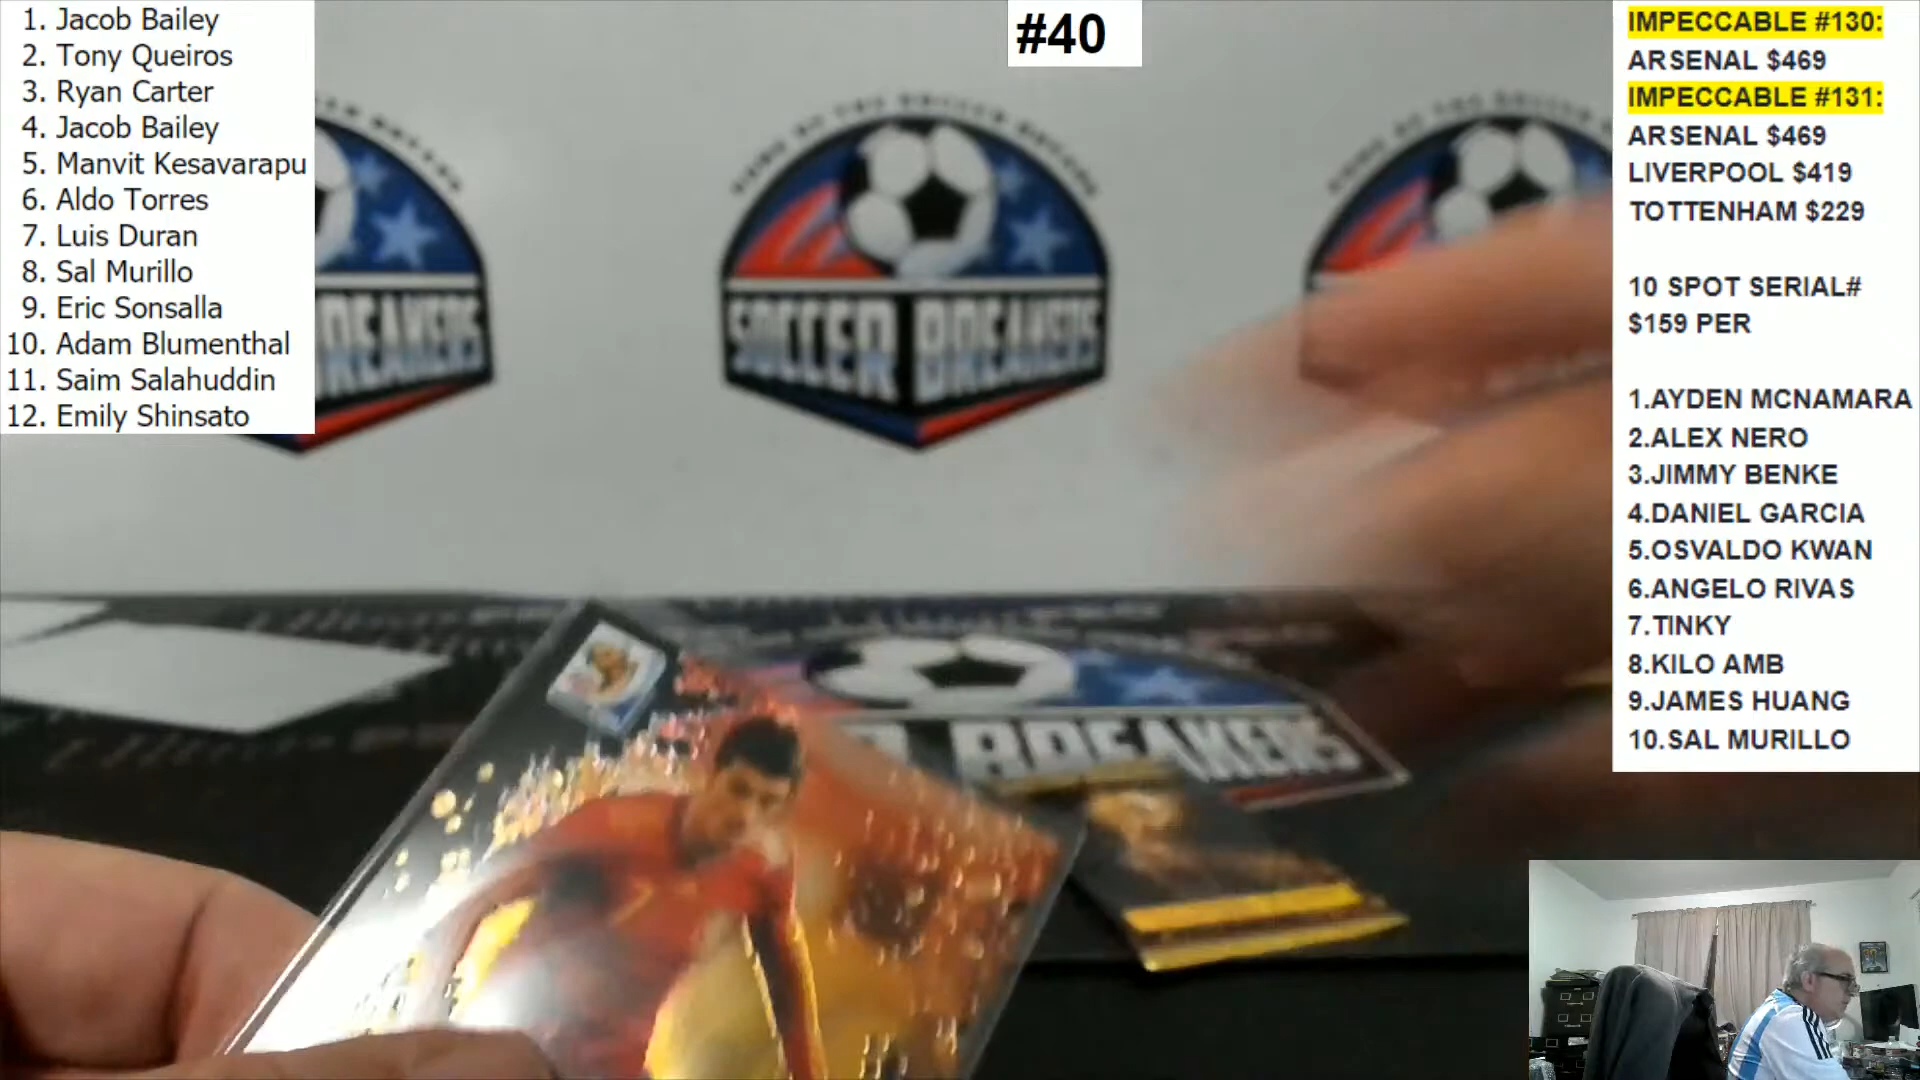 1. Jacob Bailey
2. Tony Queiros
3. Ryan Carter
4. Jacob Bailey
5. Manvit Kesavarapu
6. Aldo Torres
7. Luis Duran
8. Sal Murillo
9. Eric Sonsalla
10. Adam Blumenthal
11. Saim Salahuddin
12. Emily Shinsato
#40
IMPECCABLE #130:
ARSENAL $469
IMPECCABLE #131:
ARSENAL $469
LIVERPOOL $419
TOTTENHAM $229
10 SPOT SERIAL#
$159 PER
1.AYDEN MCNAMARA
2.ALEX NERO
3.JIMMY BENKE
4.DANIEL GARCIA
5.OSVALDO KWAN
6.ANGELO RIVAS
7.TINKY
8.KILO AMB
9.JAMES HUANG
10.SAL MURILLO
SOCCER BREAKERS
BREAKERS
BREAKERS
7